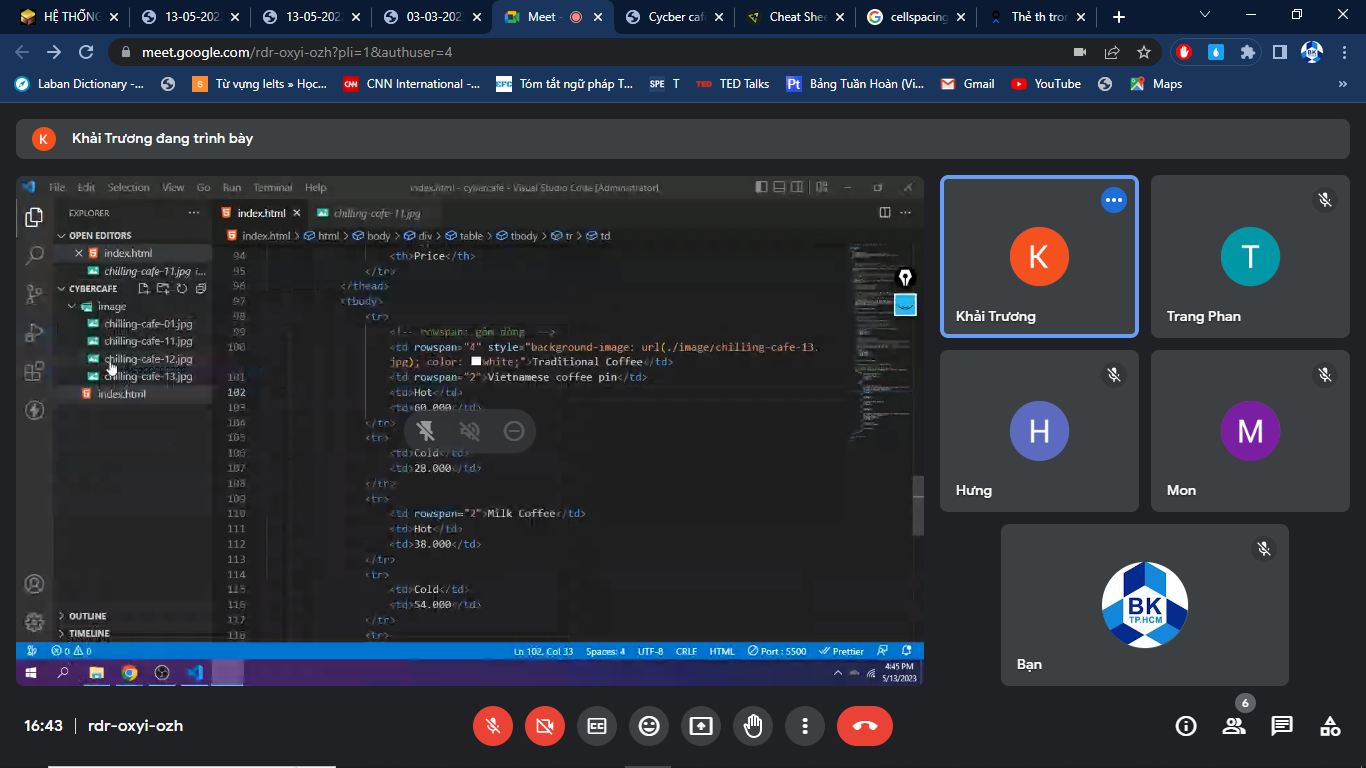 HỆ THỐNG
13-05-202
13-05-202
03-03-202
Meet -
Cycber caf
Cheat Shee
cellspacing
Thẻ th tron
meet.google.com/rdr-oxyi-ozh?pli=1&authuser=4
Laban Dictionary -...
Từ vựng Ielts » Học...
CNN International -...
Tóm tắt ngữ pháp T...
SPE T
TED TED Talks
Bảng Tuần Hoàn (Vi...
Gmail
YouTube
Maps
K
Khải Trương đang trình bày
File Edit Selection View Go Run Terminal Help
index.html - cybercafé - Visual Studio Code [Administrator]
EXPLORER
OPEN EDITORS
index.html
chilling-cafe-11.jpg i...
CYBERCAFE
image
chilling-cafe-01.jpg
chilling-cafe-11.jpg
chilling-cafe-12.jpg
chilling-cafe-13.jpg
index.html
OUTLINE
TIMELINE
index.html
chilling-cafe-11.jpg
index.html > html > body > div > table > tbody > tr > td
94 <th>Price</th>
95 </tr>
96 </thead>
97 <tbody>
98 <tr>
99 <!-- rowspan: gôm dòng -->
100 <td rowspan="4" style="background-image: url(./image/chilling-cafe-13.
jpg); color: white;">Traditional Coffee</td>
101 <td rowspan="2">Vietnamese coffee pin</td>
102 <td>Hot</td>
103 <td>60.000</td>
104 </tr>
105 <tr>
106 <td>Cold</td>
107 <td>28.000</td>
108 </tr>
109 <tr>
110 <td rowspan="2">Milk Coffee</td>
111 <td>Hot</td>
112 <td>38.000</td>
113 </tr>
114 <tr>
115 <td>Cold</td>
116 <td>54.000</td>
117 </tr>
118 <tr>
0 0
Ln 102, Col 33 Spaces: 4 UTF-8 CRLF HTML Port : 5500 Prettier
4:45 PM
5/13/2023
K
Khải Trương
T
Trang Phan
H
Hưng
M
Mon
BK
TP.HCM
Bạn
16:43 | rdr-oxyi-ozh
6